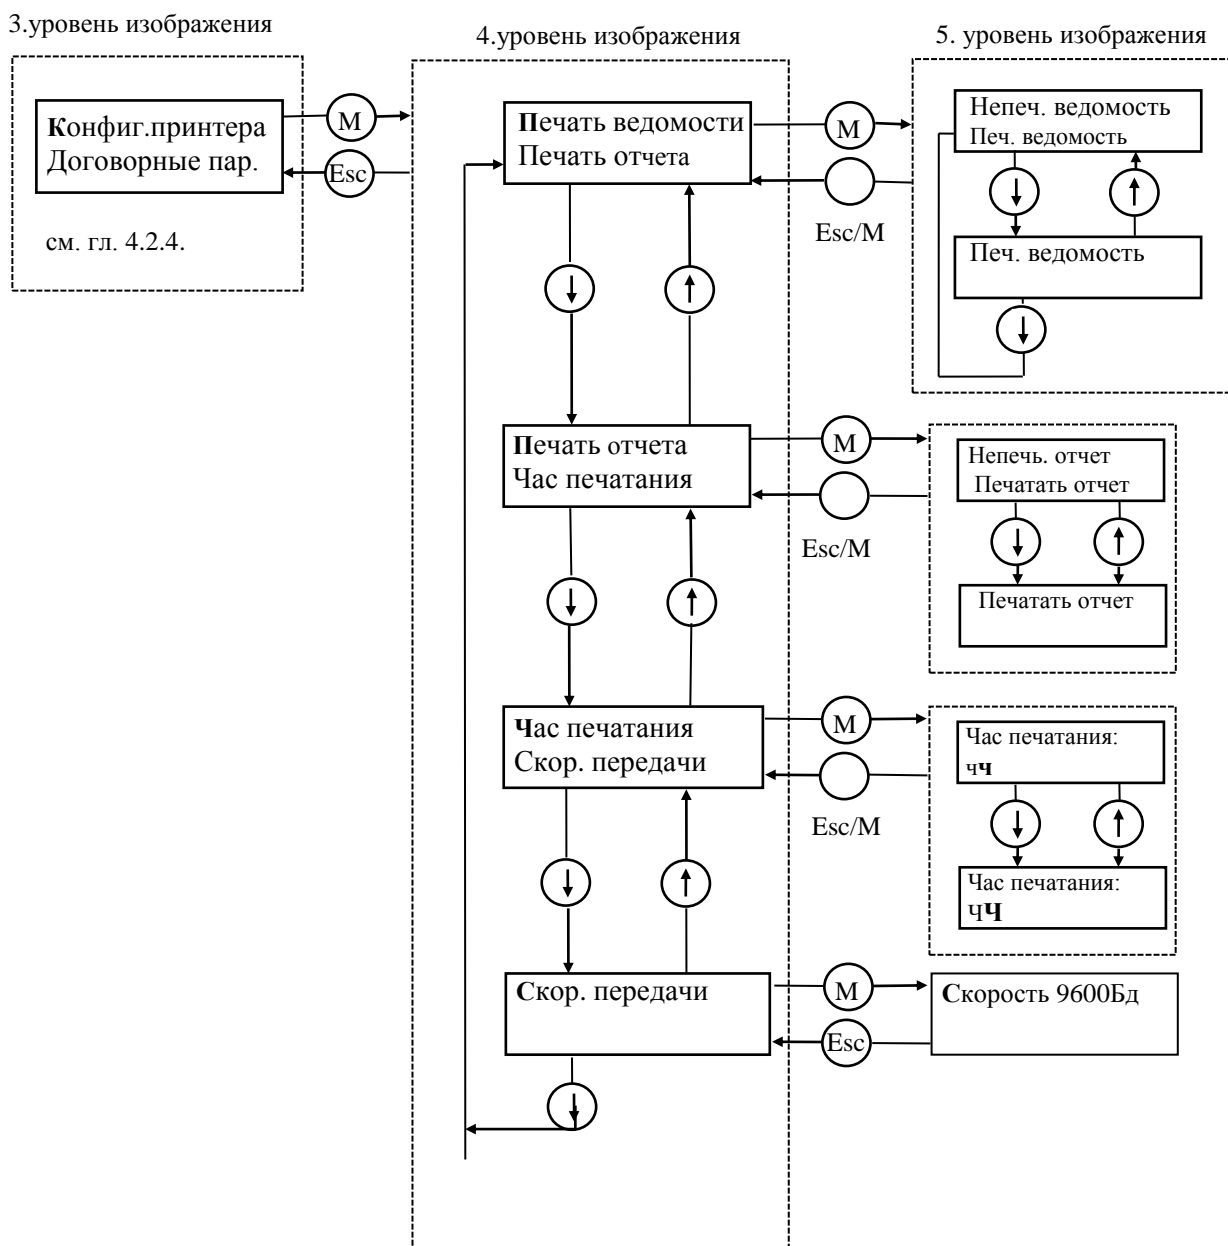 3.уровень изображения
4.уровень изображения
5. уровень изображения
Конфиг.принтера
Договорные пар.
М
Esc
см. гл. 4.2.4.
Печать ведомости
Печать отчета
М
Esc/M
Непеч. ведомость
Печ. ведомость
Печ. ведомость
Печать отчета
Час печатания
М
Esc/M
Непечь. отчет
Печатать отчет
Печатать отчет
Час печатания
Скор. передачи
М
Esc/M
Час печатания:
чЧ
Час печатания:
ЧЧ
Скор. передачи
М
Esc
Скорость 9600Бд